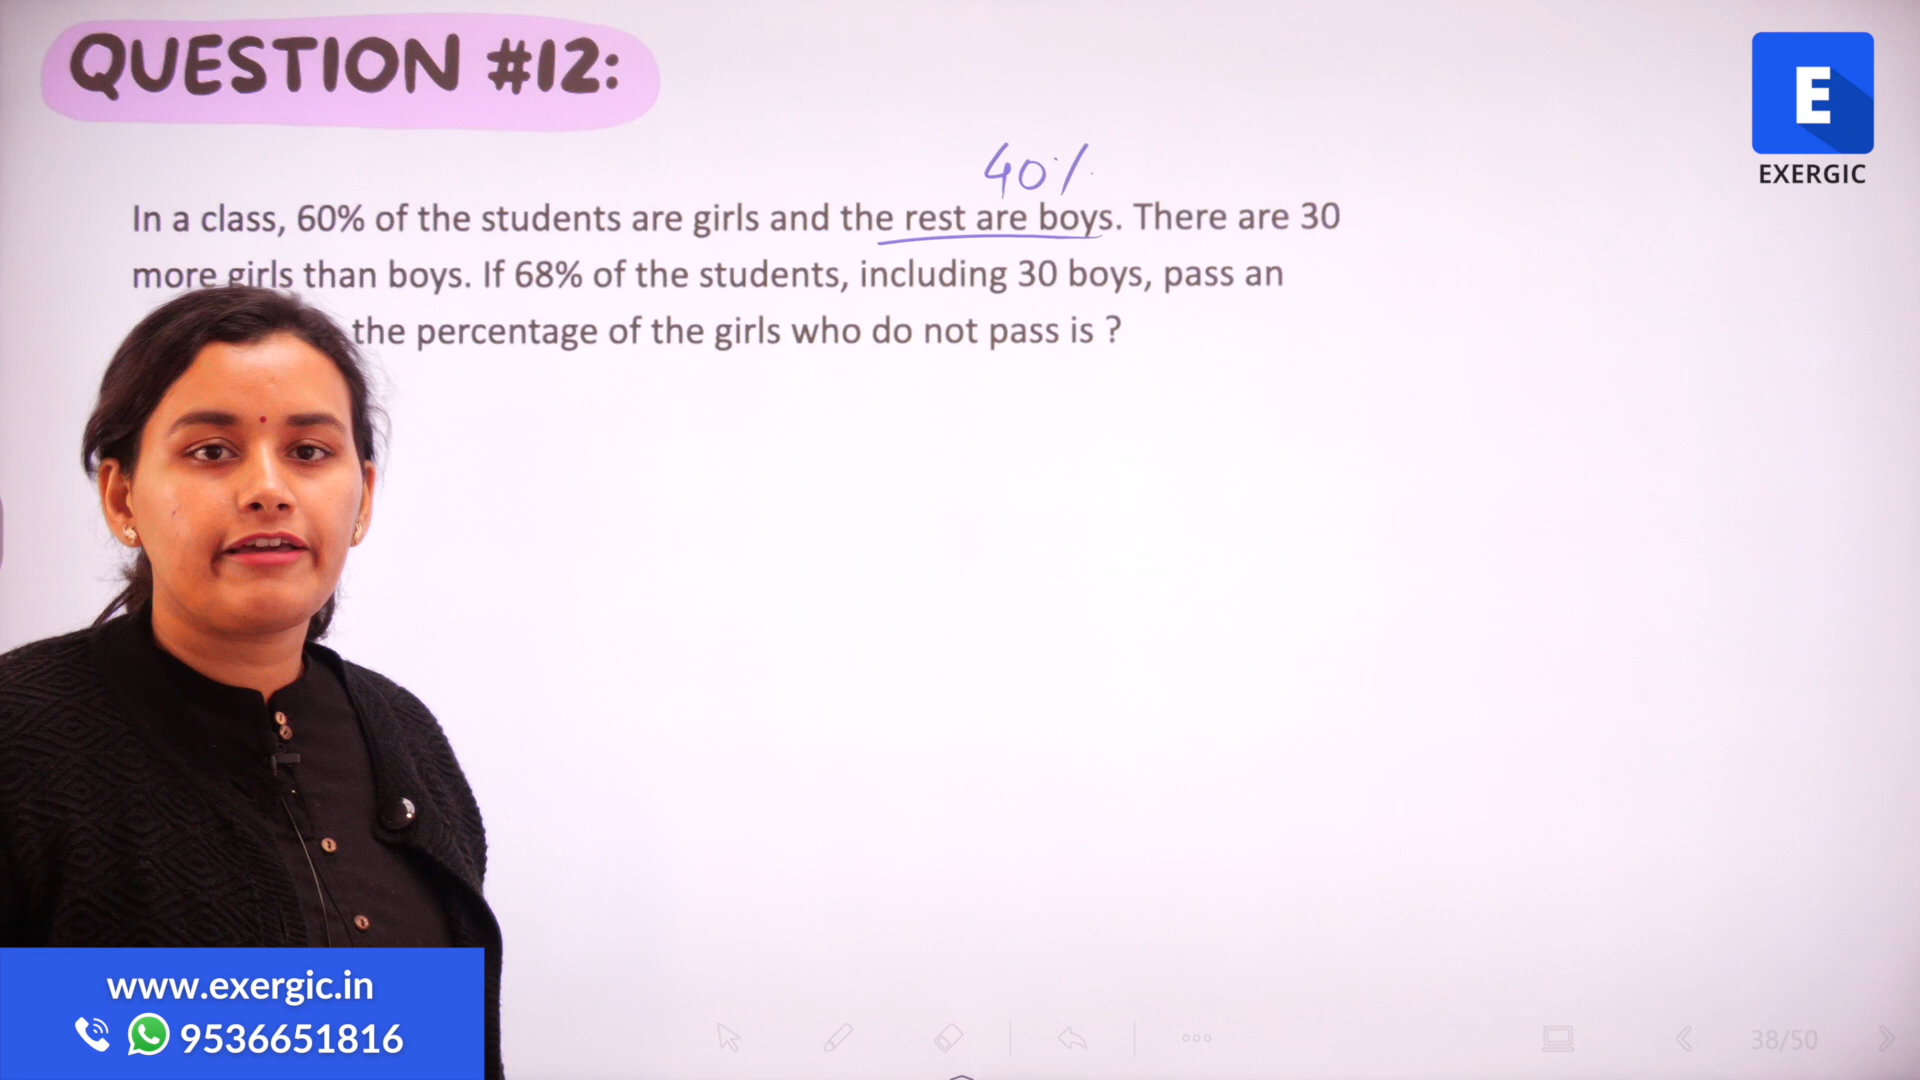 QUESTION #12:
E
EXERGIC
40%
In a class, 60% of the students are girls and the rest are boys. There are 30
more girls than boys. If 68% of the students, including 30 boys, pass an
the percentage of the girls who do not pass is ?
www.exergic.in
9536651816
38/50